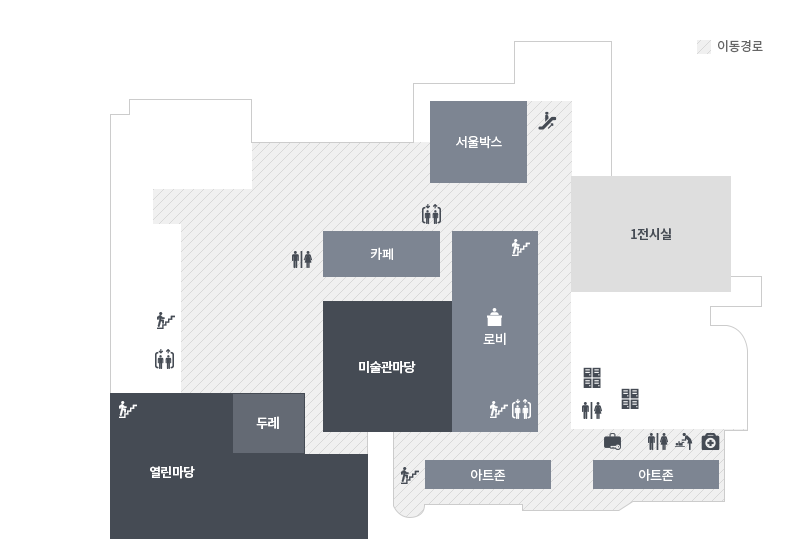 이동경로
서울박스
1전시실
카페
로비
미술관마당
두레
열린마당
아트존
아트존